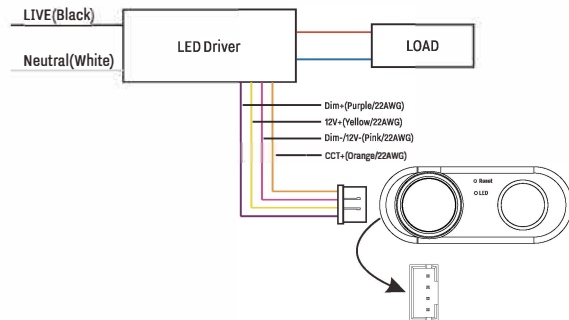 LIVE(Black)
LED Driver
LOAD
Neutral(White)
Dim+(Purple/22AWG)
12V+(Yellow/22AWG)
Dim-/12V-(Pink/22AWG)
CCT+(Orange/22AWG)
Reset
LED